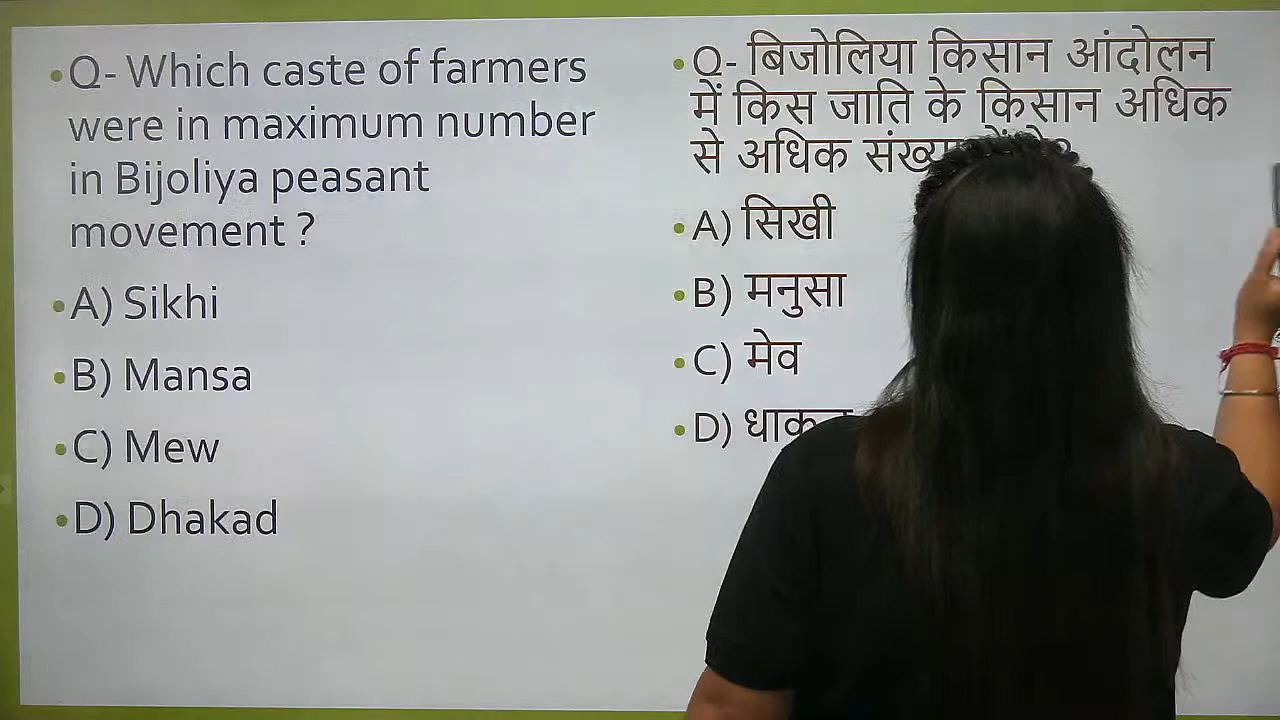 Q- Which caste of farmers
were in maximum number
in Bijoliya peasant
movement ?
A) Sikhi
B) Mansa
C) Mew
D) Dhakad
Q- बिजोलिया किसान आंदोलन
में किस जाति के किसान अधिक
से अधिक
A) सिखी
B) मनुसा
C) मेव
D)